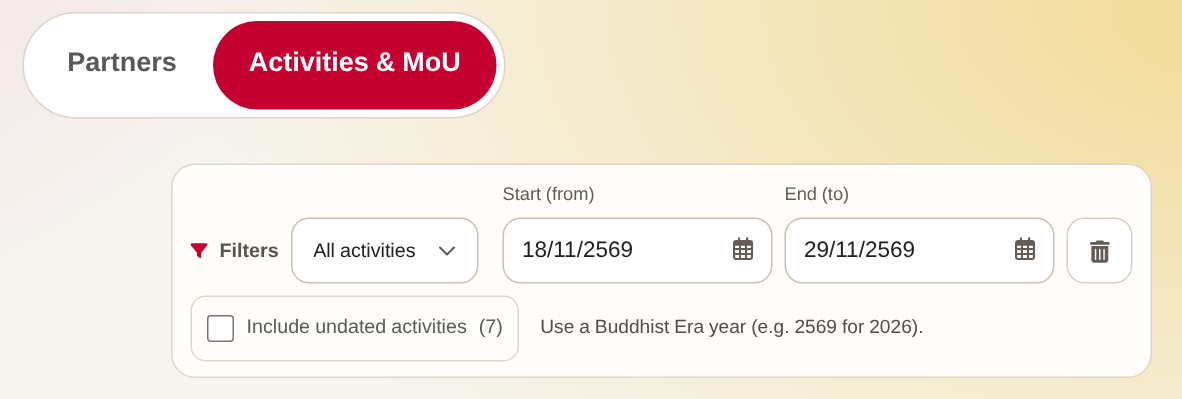 Partners
Activities & MoU
Start (from)
End (to)
Filters
All activities
18/11/2569
29/11/2569
Include undated activities (7)
Use a Buddhist Era year (e.g. 2569 for 2026).